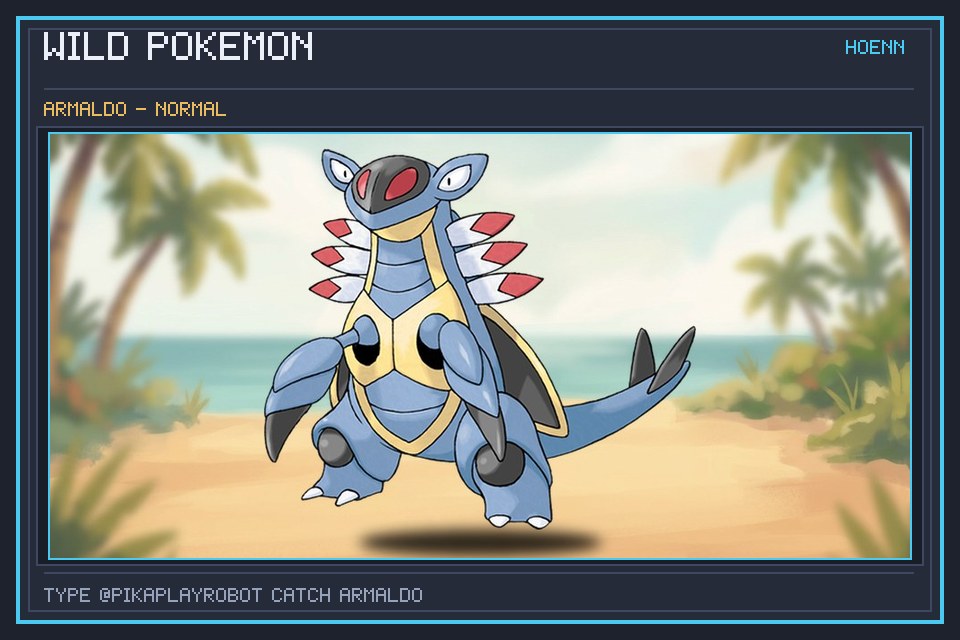 WILD POKEMON
HOENN
ARMALDO - NORMAL
TYPE @PIKAPLAYROBOT CATCH ARMALDO